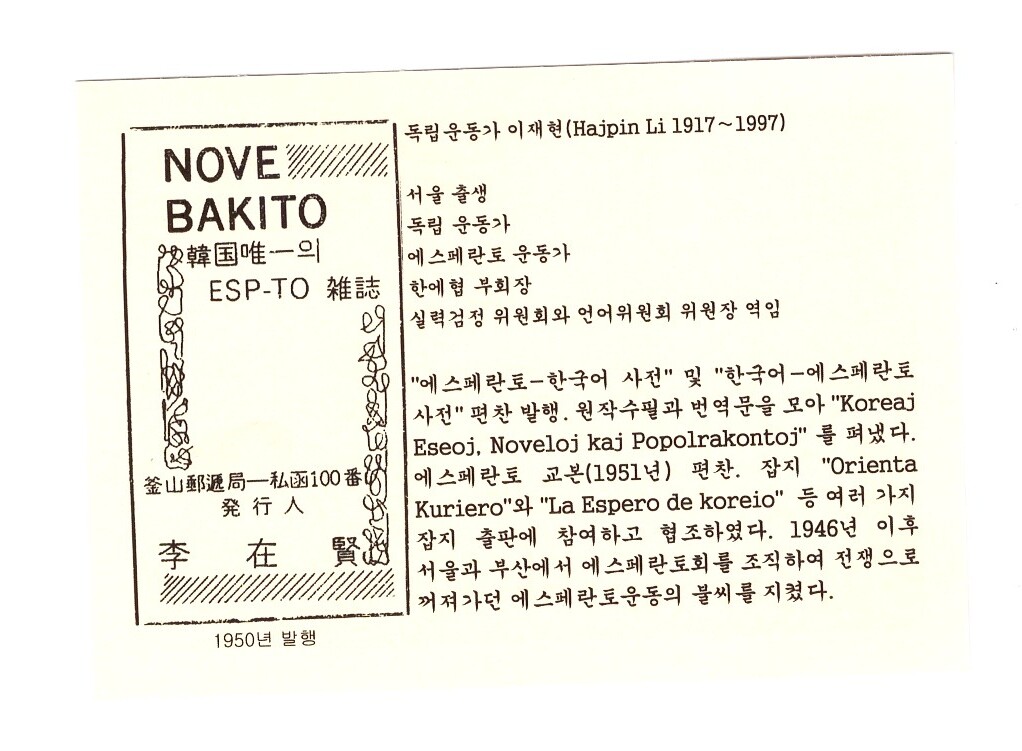 NOVE
BAKITO
韓国唯一의
ESP-TO 雑誌
釜山郵遞局一私函100番
発行人
李 在 賢
1950년 발행
독립운동가 이재현(Hajpin Li 1917~1997)
서울 출생
독립 운동가
에스페란토 운동가
한에협 부회장
실력검정 위원회와 언어위원회 위원장 역임
"에스페란토-한국어 사전" 및 "한국어-에스페란토
사전" 편찬 발행. 원작수필과 번역문을 모아 "Koreaj
Eseoj, Noveloj kaj Popolrakontoj" 를 펴냈다.
에스페란토 교본(1951년) 편찬. 잡지 "Orienta
Kuriero"와 "La Espero de koreio" 등 여러 가지
잡지 출판에 참여하고 협조하였다. 1946년 이후
서울과 부산에서 에스페란토회를 조직하여 전쟁으로
꺼져가던 에스페란토운동의 불씨를 지켰다.